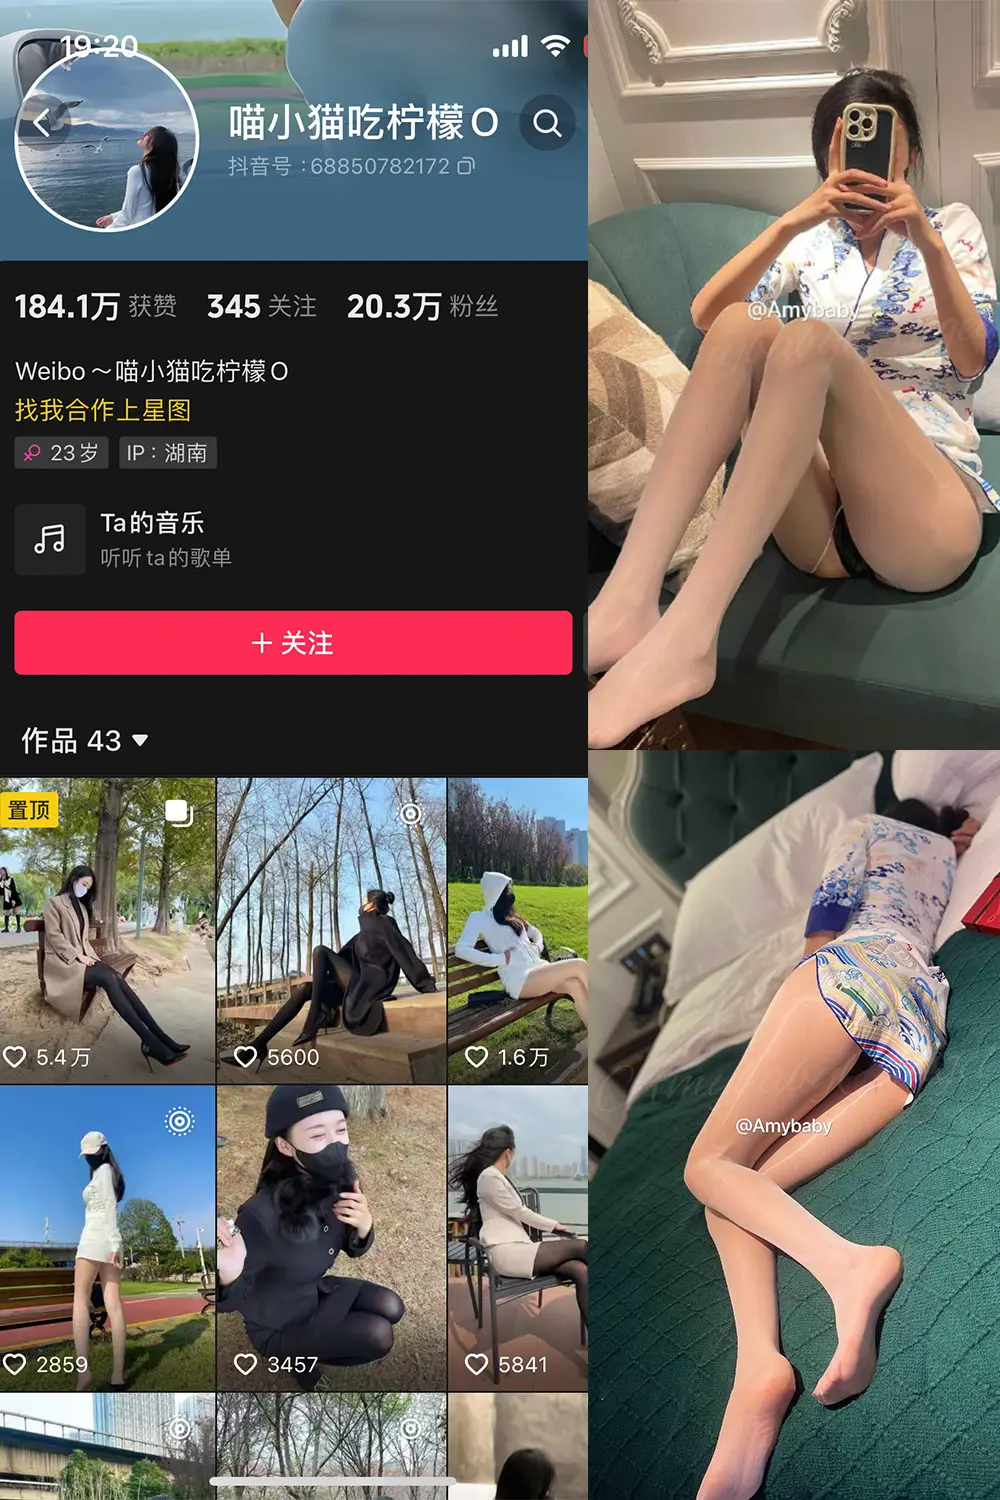 19:20
喵小猫吃柠檬O
抖音号：68850782172
184.1万 获赞 345 关注 20.3万 粉丝
Weibo～喵小猫吃柠檬O
找我合作上星图
23岁 IP：湖南
Ta的音乐
听听ta的歌单
+ 关注
作品 43
置顶
5.4万
5600
1.6万
2859
3457
5841
@Amybaby
@Amybaby